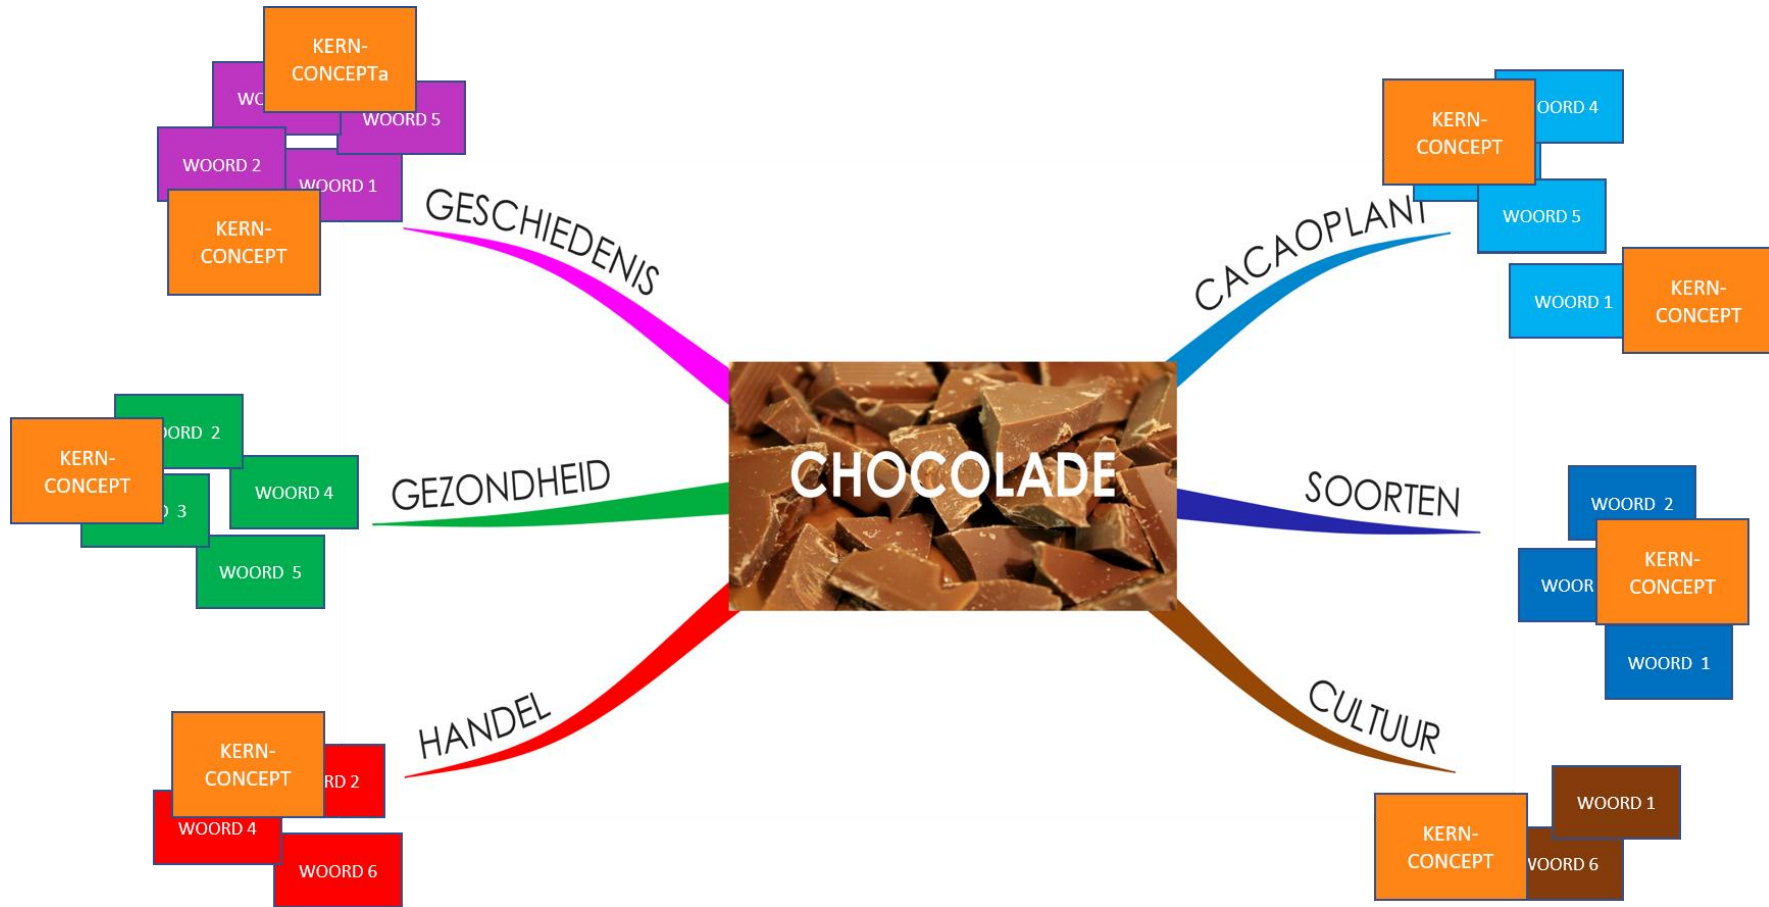 KERN-
CONCEPTa
WOORD 5
WOORD 2
WOORD 1
KERN-
CONCEPT
GESCHIEDENIS
KERN-
CONCEPT
WOORD 4
GEZONDHEID
WOORD 5
KERN-
CONCEPT
WOORD 4
WOORD 6
HANDEL
CHOCOLADE
KERN-
CONCEPT
WOORD 5
WOORD 1
KERN-
CONCEPT
CACAOPLANT
SOORTEN
WOORD 2
KERN-
CONCEPT
WOORD 1
CULTUUR
WOORD 1
KERN-
CONCEPT